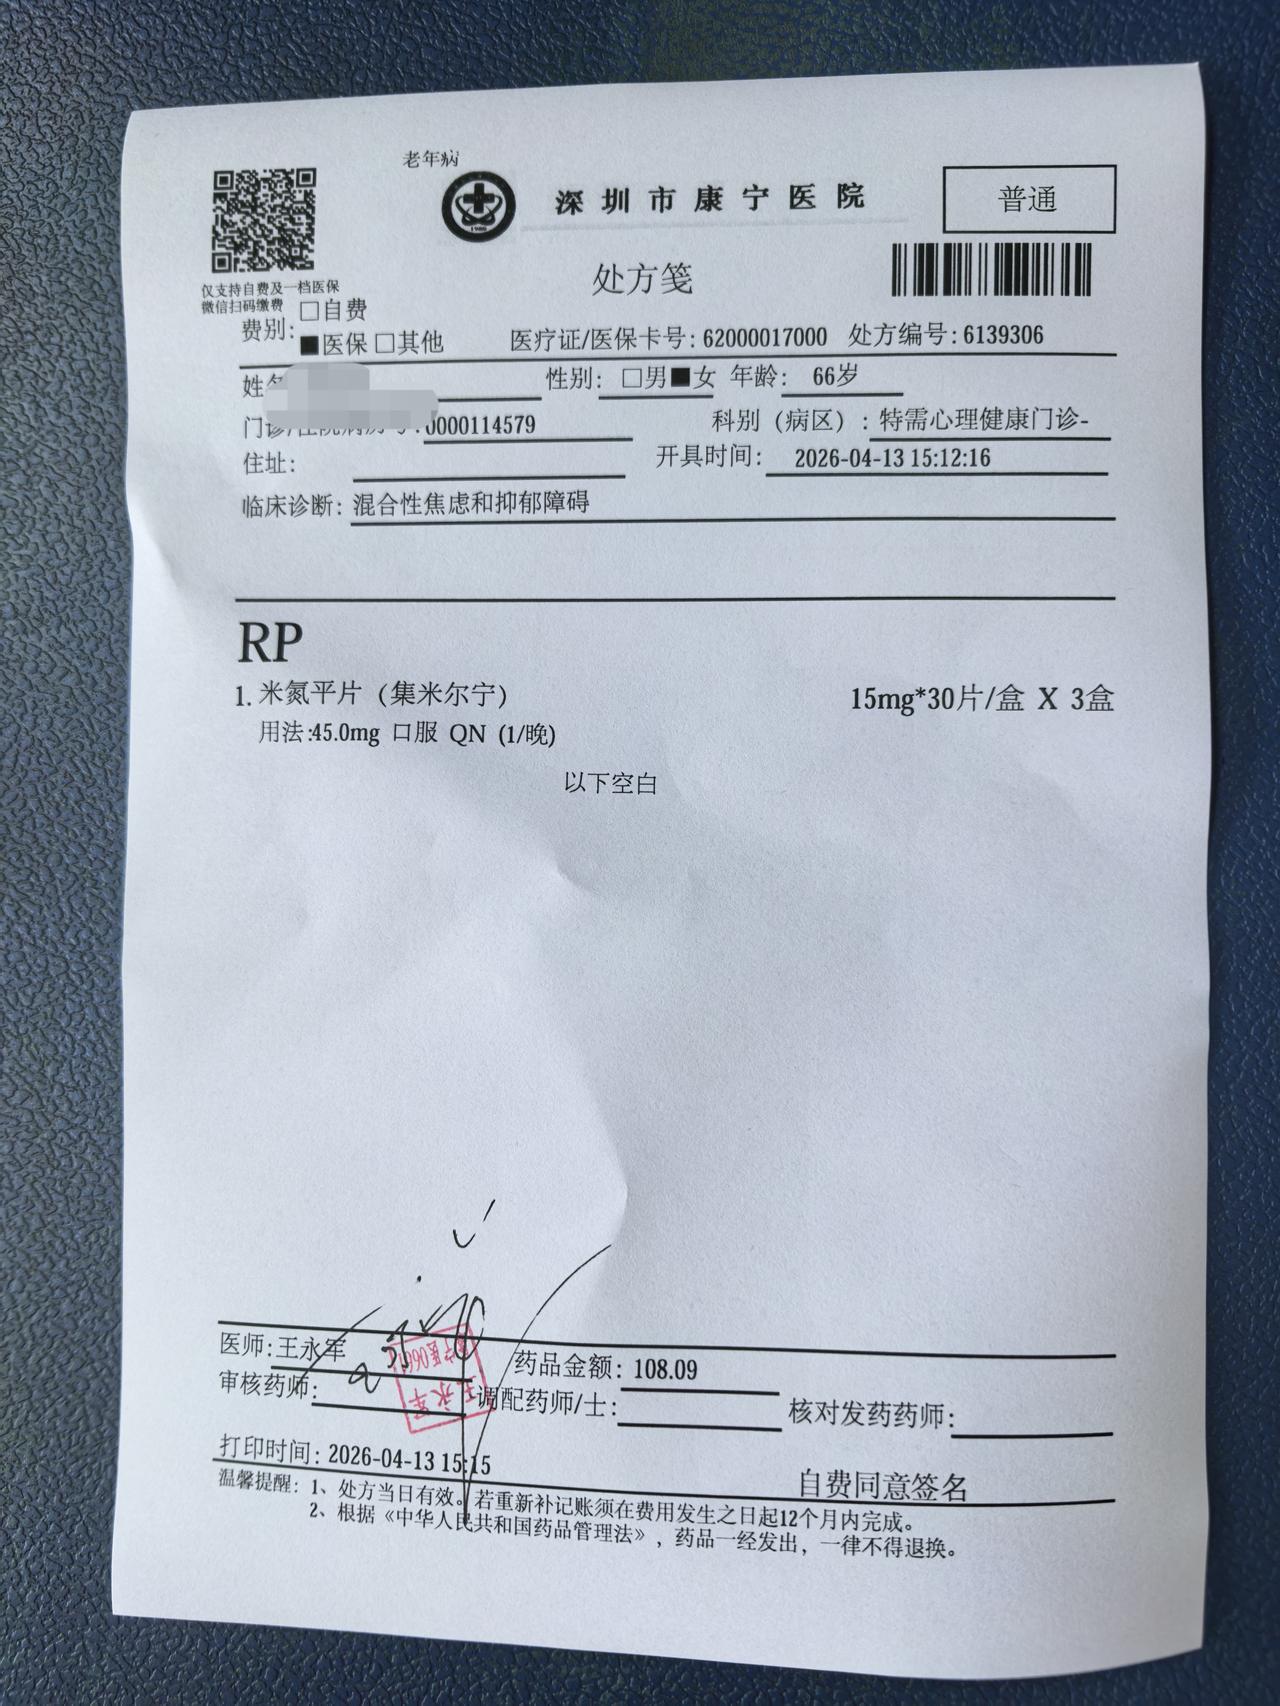 老年病
深圳市康宁医院
普通
处方笺
仅支持自费及一档医保
微信扫码缴费
费别: □自费
■医保 □其他 医疗证/医保卡号: 62000017000 处方编号: 6139306
姓 性别: □男■女 年龄: 66岁
门诊/住院病历号: 0000114579 科别（病区）: 特需心理健康门诊-
住址: 开具时间: 2026-04-13 15:12:16
临床诊断: 混合性焦虑和抑郁障碍
RP
1. 米氮平片（集米尔宁） 15mg*30片/盒 X 3盒
用法:45.0mg 口服 QN (1/晚)
以下空白
医师: 王永军 药品金额: 108.09
审核药师: 调配药师/士: 核对发药药师:
王永军
打印时间: 2026-04-13 15:15 自费同意签名
温馨提醒: 1、处方当日有效。若重新补记账须在费用发生之日起12个月内完成。
2、根据《中华人民共和国药品管理法》, 药品一经发出, 一律不得退换。